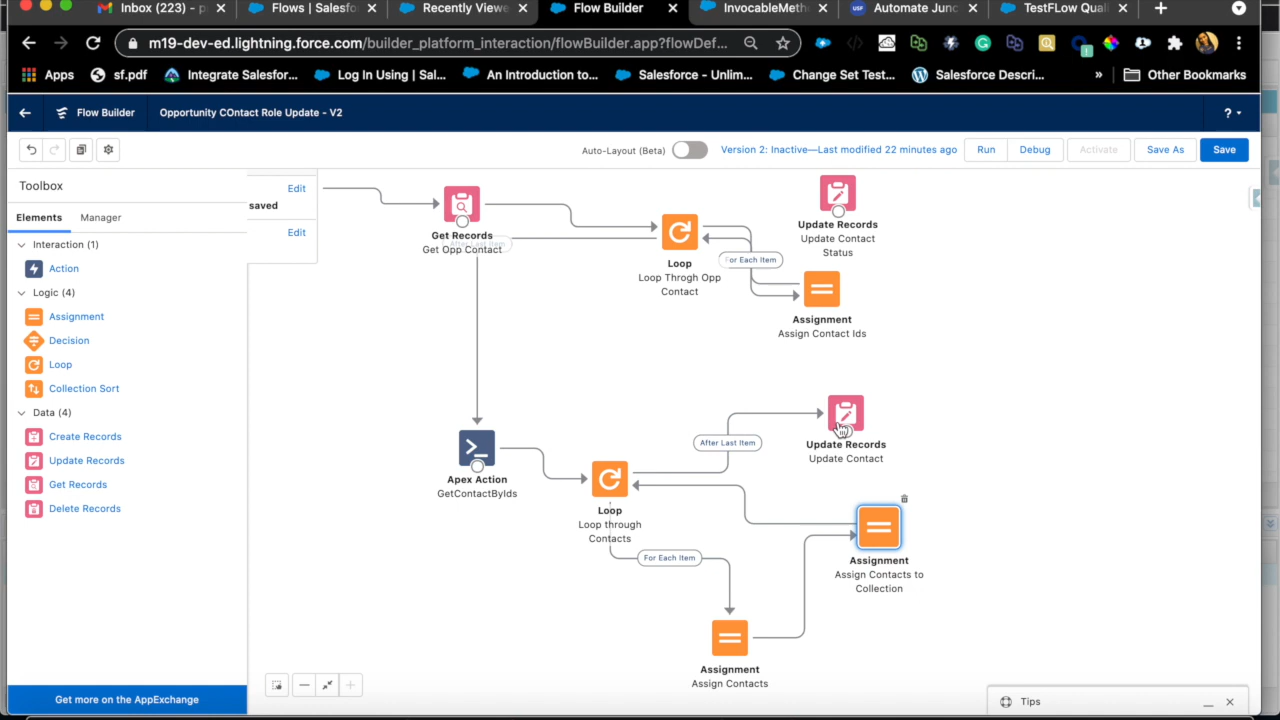 Inbox (223) - p
Flows | Salesfo
Recently Viewe
Flow Builder
InvocableMeth
USF
Automate Junc
TestFLow Quali
m19-dev-ed.lightning.force.com/builder_platform_interaction/flowBuilder.app?flowDef...
Apps
sf.pdf
Integrate Salesfor...
Log In Using | Sal...
An Introduction to...
Salesforce - Unlim...
Change Set Test...
Salesforce Descri...
»
Other Bookmarks
Flow Builder
Opportunity COntact Role Update - V2
?
Auto-Layout (Beta)
Version 2: Inactive—Last modified 22 minutes ago
Run
Debug
Activate
Save As
Save
Toolbox
Elements
Manager
Interaction (1)
Action
Logic (4)
Assignment
Decision
Loop
Collection Sort
Data (4)
Create Records
Update Records
Get Records
Delete Records
Get more on the AppExchange
Edit
saved
Edit
Get Records
Get Opp Contact
After Last Item
Loop
Loop Throgh Opp
Contact
For Each Item
Update Records
Update Contact
Status
Assignment
Assign Contact Ids
Apex Action
GetContactByIds
Loop
Loop through
Contacts
After Last Item
Update Records
Update Contact
For Each Item
Assignment
Assign Contacts to
Collection
Assignment
Assign Contacts
Tips